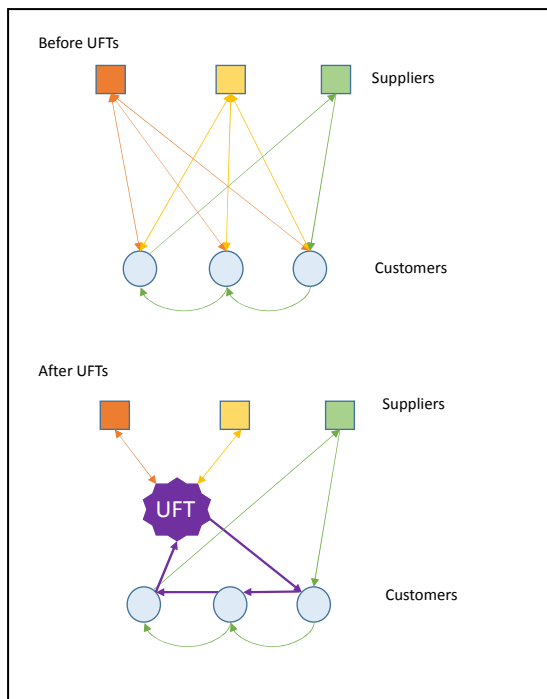 Before UFTs
Suppliers
Customers
After UFTs
Suppliers
UFT
Customers